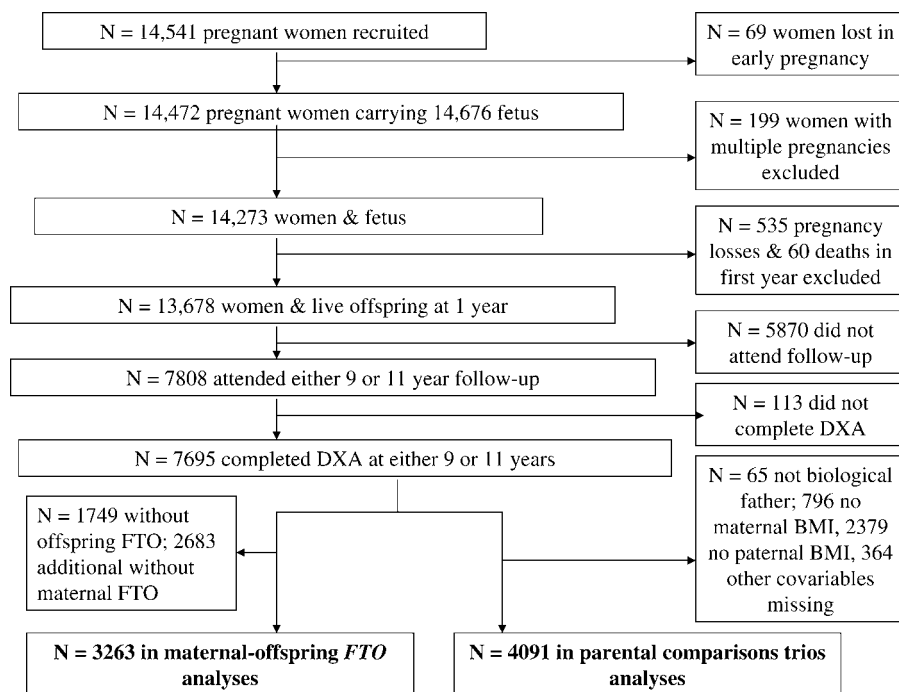 N = 14,541 pregnant women recruited
N = 69 women lost in
early pregnancy
N = 14,472 pregnant women carrying 14,676 fetus
N = 199 women with
multiple pregnancies
excluded
N = 14,273 women & fetus
N = 535 pregnancy
losses & 60 deaths in
first year excluded
N = 13,678 women & live offspring at 1 year
N = 5870 did not
attend follow-up
N = 7808 attended either 9 or 11 year follow-up
N = 113 did not
complete DXA
N = 7695 completed DXA at either 9 or 11 years
N = 65 not biological
father; 796 no
maternal BMI, 2379
no paternal BMI, 364
other covariables
missing
N = 1749 without
offspring FTO; 2683
additional without
maternal FTO
N = 3263 in maternal-offspring FTO
analyses
N = 4091 in parental comparisons trios
analyses